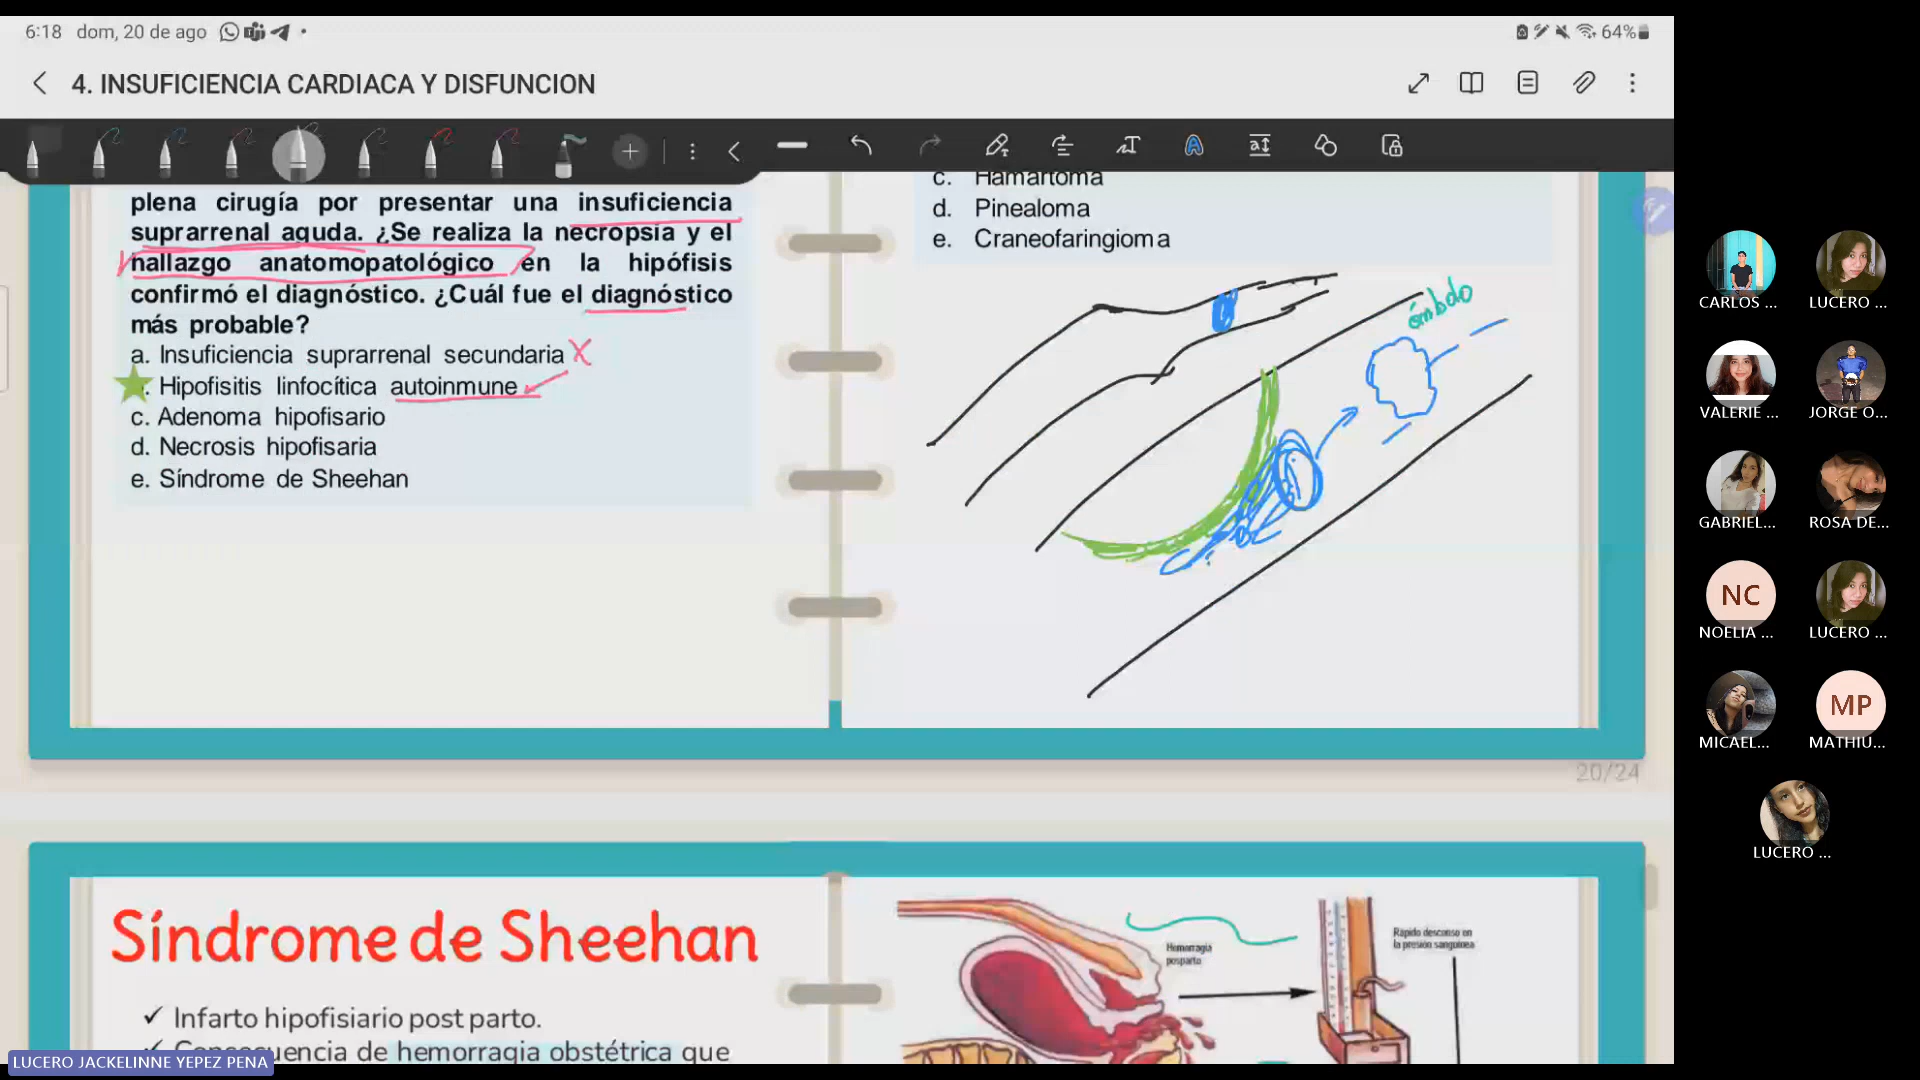 6:18 dom, 20 de ago
64%
4. INSUFICIENCIA CARDIACA Y DISFUNCION
plena cirugía por presentar una insuficiencia
suprarrenal aguda. ¿Se realiza la necropsia y el
hallazgo anatomopatológico en la hipófisis
confirmó el diagnóstico. ¿Cuál fue el diagnóstico
más probable?
a. Insuficiencia suprarrenal secundaria X
Hipofisitis linfocítica autoinmune
c. Adenoma hipofisario
d. Necrosis hipofisaria
e. Síndrome de Sheehan
c. Hamartoma
d. Pinealoma
e. Craneofaringioma
émbolo
20/24
Síndrome de Sheehan
✓ Infarto hipofisiario post parto.
✓ Consecuencia de hemorragia obstétrica que
Hemorragia
posparto
Rápido descenso en
la presión sanguínea
CARLOS ...
LUCERO ...
VALERIE ...
JORGE O...
GABRIEL...
ROSA DE...
NC
NOELIA ...
LUCERO ...
MICAEL...
MP
MATHIU...
LUCERO ...
LUCERO JACKELINNE YEPEZ PENA